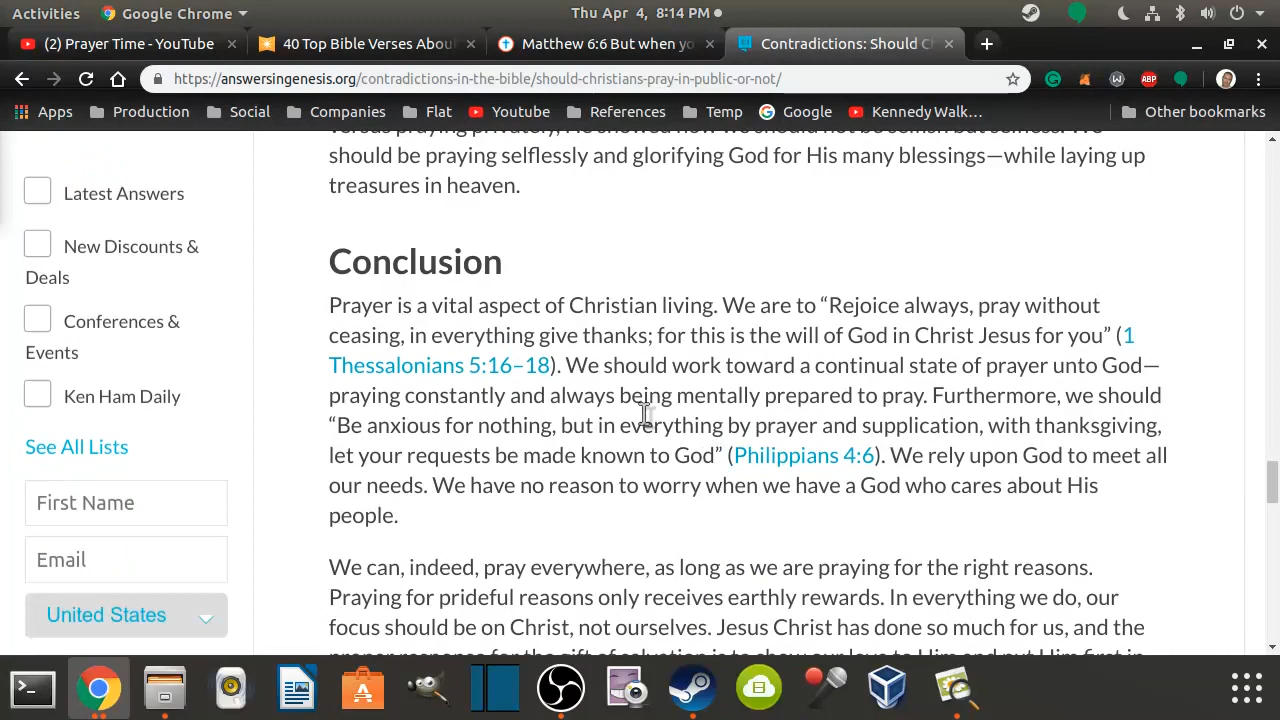 Activities
Google Chrome
Thu Apr 4, 8:14 PM
(2) Prayer Time - YouTube
40 Top Bible Verses Abou
Matthew 6:6 But when yo
Contradictions: Should Ch
https://answersingenesis.org/contradictions-in-the-bible/should-christians-pray-in-public-or-not/
ABP
Apps
Production
Social
Companies
Flat
Youtube
References
Temp
Google
Kennedy Walk...
Other bookmarks
should be praying selflessly and glorifying God for His many blessings—while laying up
treasures in heaven.
Latest Answers
New Discounts &
Deals
Conferences &
Events
Ken Ham Daily
See All Lists
First Name
Email
United States
Conclusion
Prayer is a vital aspect of Christian living. We are to “Rejoice always, pray without
ceasing, in everything give thanks; for this is the will of God in Christ Jesus for you” (1
Thessalonians 5:16–18). We should work toward a continual state of prayer unto God—
praying constantly and always being mentally prepared to pray. Furthermore, we should
“Be anxious for nothing, but in everything by prayer and supplication, with thanksgiving,
let your requests be made known to God” (Philippians 4:6). We rely upon God to meet all
our needs. We have no reason to worry when we have a God who cares about His
people.
We can, indeed, pray everywhere, as long as we are praying for the right reasons.
Praying for prideful reasons only receives earthly rewards. In everything we do, our
focus should be on Christ, not ourselves. Jesus Christ has done so much for us, and the